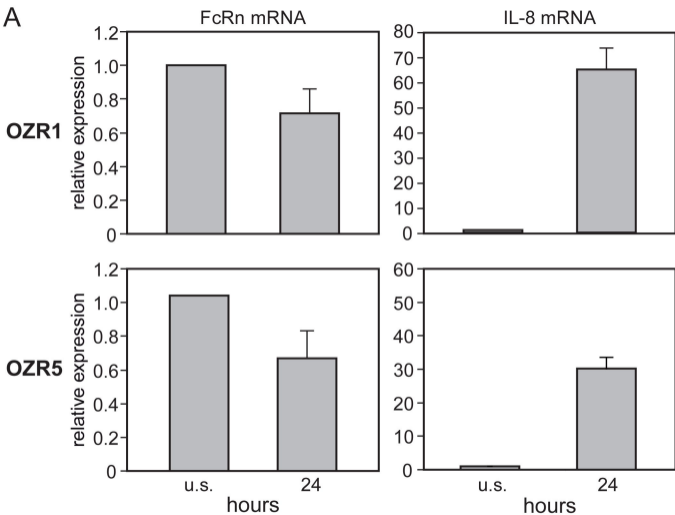 A
FcRn mRNA
IL-8 mRNA
OZR1
relative expression
1.2
1.0
0.8
0.6
0.4
0.2
0
80
70
60
50
40
30
20
10
0
OZR5
relative expression
1.2
1.0
0.8
0.6
0.4
0.2
0
60
50
40
30
20
10
0
u.s. 24
hours
u.s. 24
hours